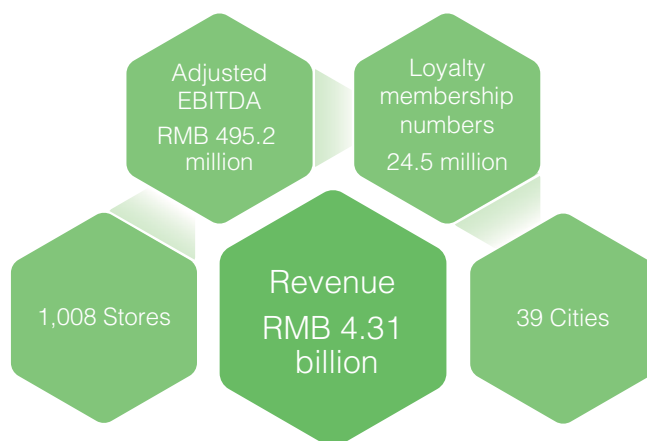 Adjusted
EBITDA
RMB 495.2
million
Loyalty
membership
numbers
24.5 million
1,008 Stores
Revenue
RMB 4.31
billion
39 Cities